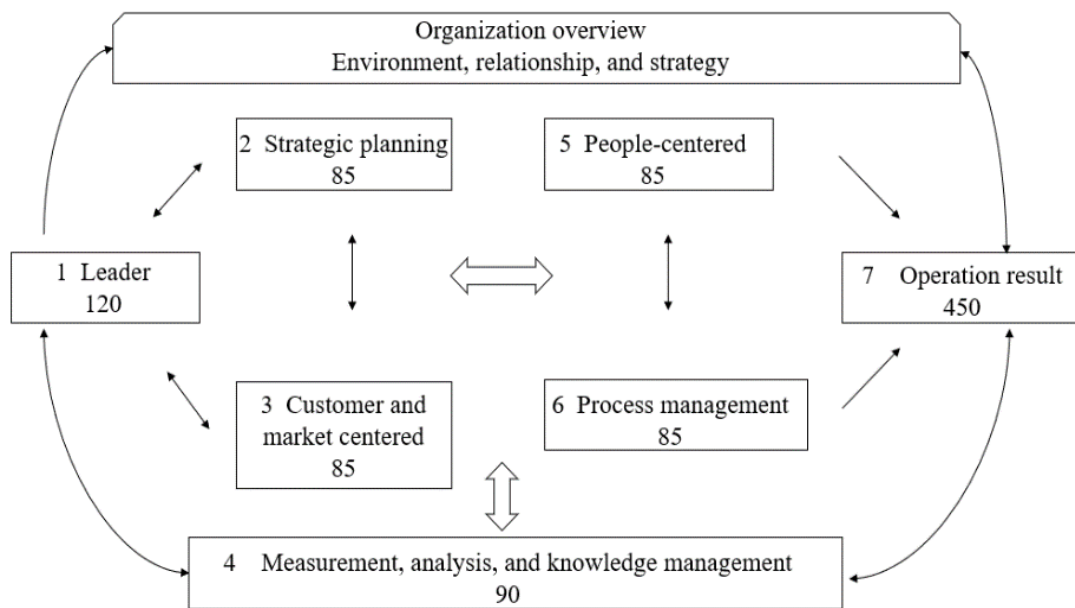 Organization overview
Environment, relationship, and strategy
2 Strategic planning
85
5 People-centered
85
1 Leader
120
7 Operation result
450
3 Customer and
market centered
85
6 Process management
85
4 Measurement, analysis, and knowledge management
90